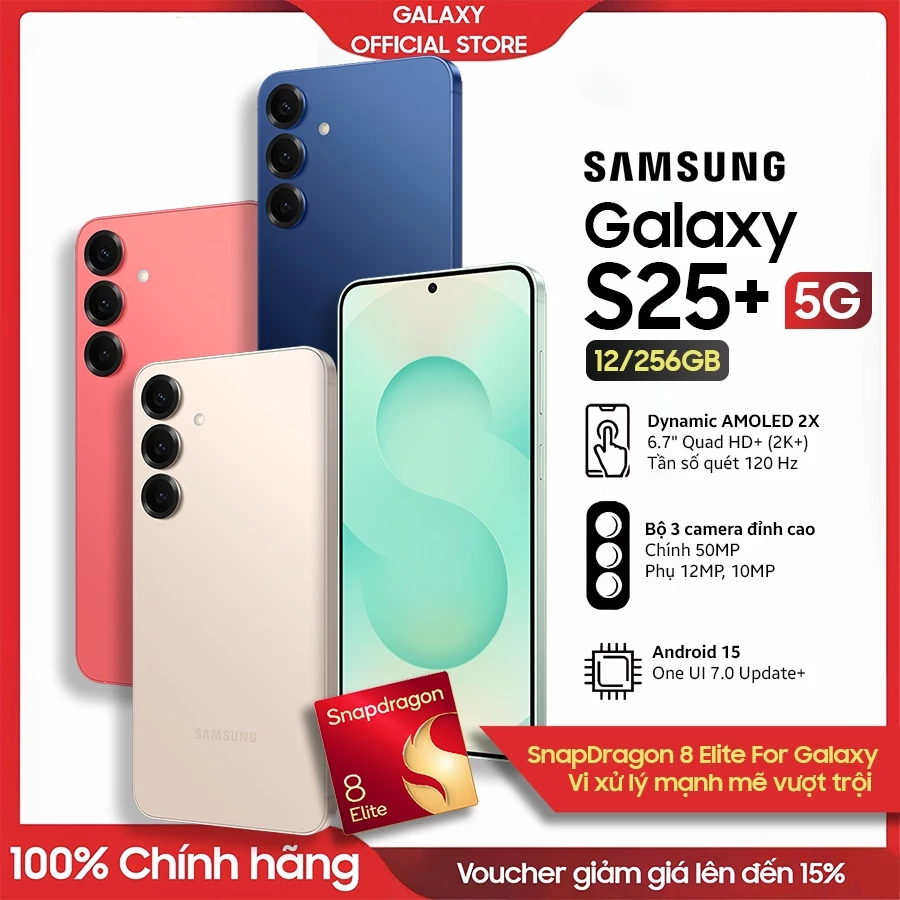 GALAXY
OFFICIAL STORE
SAMSUNG
Galaxy
S25+ 5G
12/256GB
Dynamic AMOLED 2X
6.7" Quad HD+ (2K+)
Tần số quét 120 Hz
Bộ 3 camera đỉnh cao
Chính 50MP
Phụ 12MP, 10MP
Android 15
One UI 7.0 Update+
SAMSUNG
Snapdragon
8
Elite
SnapDragon 8 Elite For Galaxy
Vi xử lý mạnh mẽ vượt trội
100% Chính hãng
Voucher giảm giá lên đến 15%